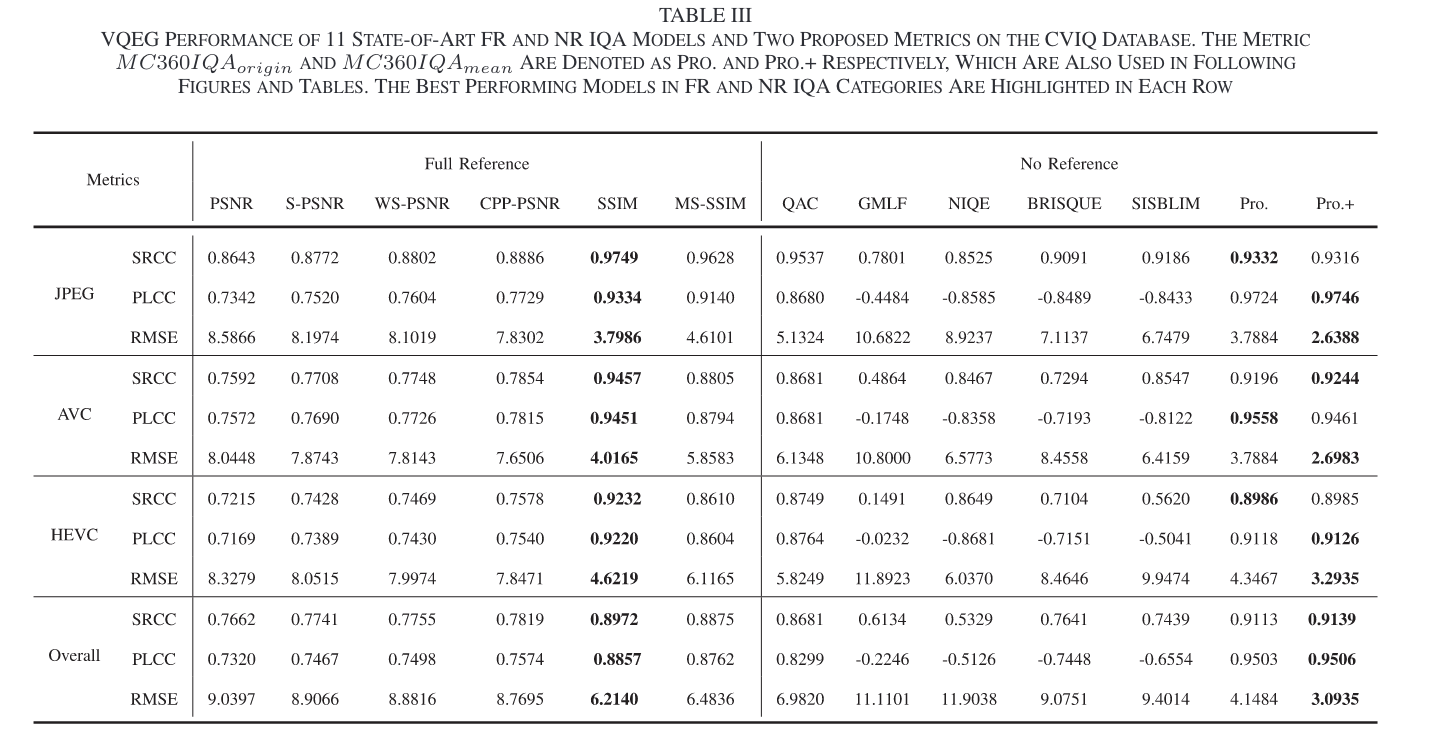 TABLE III
VQEG PERFORMANCE OF 11 STATE-OF-ART FR AND NR IQA MODELS AND TWO PROPOSED METRICS ON THE CVIQ DATABASE. THE METRIC
MC360IQA_origin AND MC360IQA_mean ARE DENOTED AS PRO. AND PRO.+ RESPECTIVELY, WHICH ARE ALSO USED IN FOLLOWING
FIGURES AND TABLES. THE BEST PERFORMING MODELS IN FR AND NR IQA CATEGORIES ARE HIGHLIGHTED IN EACH ROW
Metrics Full Reference No Reference
PSNR S-PSNR WS-PSNR CPP-PSNR SSIM MS-SSIM QAC GMLF NIQE BRISQUE SISBLIM Pro. Pro.+
JPEG
SRCC 0.8643 0.8772 0.8802 0.8886 0.9749 0.9628 0.9537 0.7801 0.8525 0.9091 0.9186 0.9332 0.9316
PLCC 0.7342 0.7520 0.7604 0.7729 0.9334 0.9140 0.8680 -0.4484 -0.8585 -0.8489 -0.8433 0.9724 0.9746
RMSE 8.5866 8.1974 8.1019 7.8302 3.7986 4.6101 5.1324 10.6822 8.9237 7.1137 6.7479 3.7884 2.6388
AVC
SRCC 0.7592 0.7708 0.7748 0.7854 0.9457 0.8805 0.8681 0.4864 0.8467 0.7294 0.8547 0.9196 0.9244
PLCC 0.7572 0.7690 0.7726 0.7815 0.9451 0.8794 0.8681 -0.1748 -0.8358 -0.7193 -0.8122 0.9558 0.9461
RMSE 8.0448 7.8743 7.8143 7.6506 4.0165 5.8583 6.1348 10.8000 6.5773 8.4558 6.4159 3.7884 2.6983
HEVC
SRCC 0.7215 0.7428 0.7469 0.7578 0.9232 0.8610 0.8749 0.1491 0.8649 0.7104 0.5620 0.8986 0.8985
PLCC 0.7169 0.7389 0.7430 0.7540 0.9220 0.8604 0.8764 -0.0232 -0.8681 -0.7151 -0.5041 0.9118 0.9126
RMSE 8.3279 8.0515 7.9974 7.8471 4.6219 6.1165 5.8249 11.8923 6.0370 8.4646 9.9474 4.3467 3.2935
Overall
SRCC 0.7662 0.7741 0.7755 0.7819 0.8972 0.8875 0.8681 0.6134 0.5329 0.7641 0.7439 0.9113 0.9139
PLCC 0.7320 0.7467 0.7498 0.7574 0.8857 0.8762 0.8299 -0.2246 -0.5126 -0.7448 -0.6554 0.9503 0.9506
RMSE 9.0397 8.9066 8.8816 8.7695 6.2140 6.4836 6.9820 11.1101 11.9038 9.0751 9.4014 4.1484 3.0935